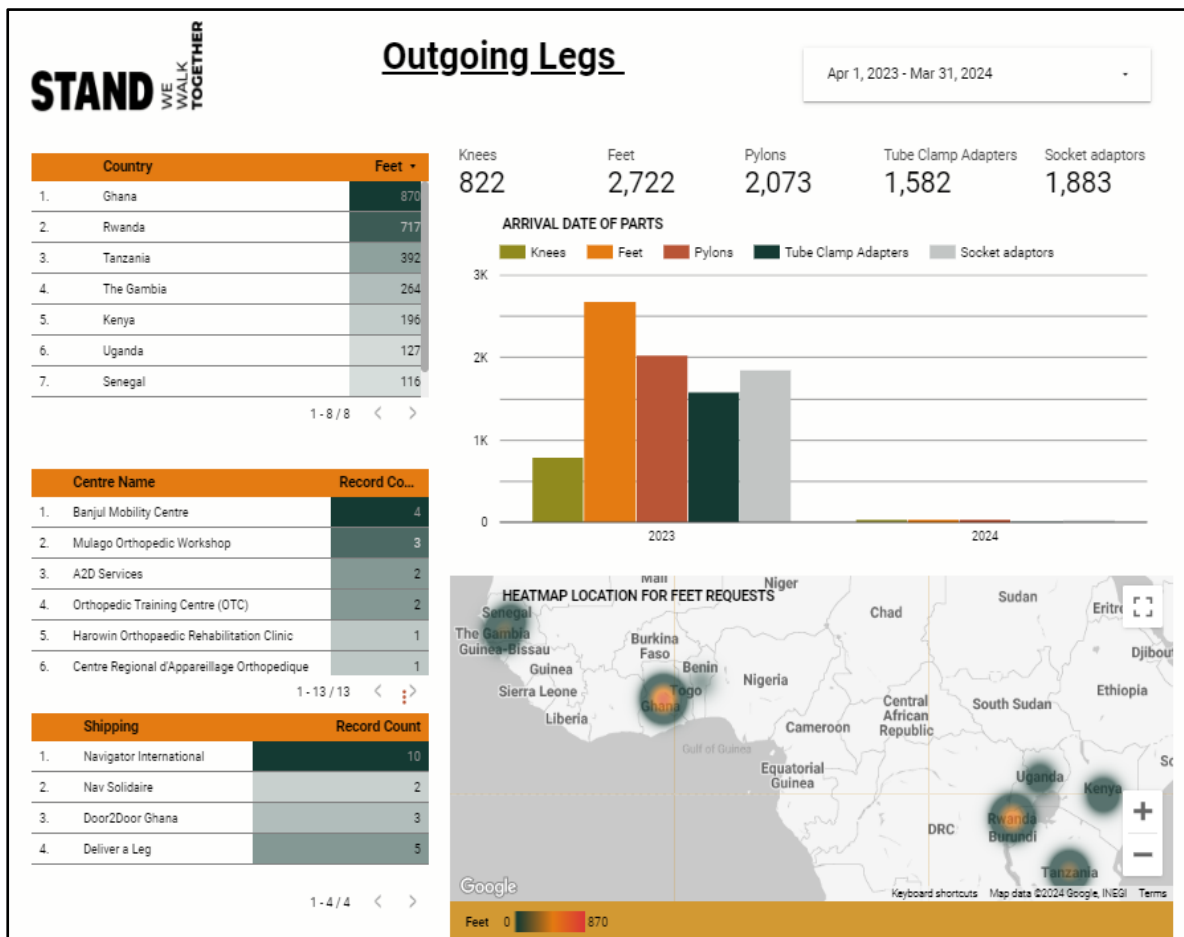 STAND
WE
WALK
TOGETHER
Outgoing Legs
Apr 1, 2023 - Mar 31, 2024
Country Feet
1. Ghana 870
2. Rwanda 717
3. Tanzania 392
4. The Gambia 264
5. Kenya 196
6. Uganda 127
7. Senegal 116
1 - 8 / 8
Centre Name Record Co...
1. Banjul Mobility Centre 4
2. Mulago Orthopedic Workshop 3
3. A2D Services 2
4. Orthopedic Training Centre (OTC) 2
5. Harowin Orthopaedic Rehabilitation Clinic 1
6. Centre Regional d'Appareillage Orthopedique 1
1 - 13 / 13
Shipping Record Count
1. Navigator International 10
2. Nav Solidaire 2
3. Door2Door Ghana 3
4. Deliver a Leg 5
1 - 4 / 4
Knees Feet Pylons Tube Clamp Adapters Socket adaptors
822 2,722 2,073 1,582 1,883
ARRIVAL DATE OF PARTS
Knees Feet Pylons Tube Clamp Adapters Socket adaptors
3K
2K
1K
0
2023 2024
Mali Niger
HEATMAP LOCATION FOR FEET REQUESTS
Sudan
Senegal Chad Eritre
The Gambia
Guinea-Bissau
Burkina
Faso
Djibou
Guinea Benin Nigeria
Sierra Leone Togo Ethiopia
Ghana
Central
African
Republic
South Sudan
Liberia Cameroon
Gulf of Guinea
Equatorial
Guinea
So
Uganda Kenya
DRC Rwanda
Burundi
Tanzania
Google
Keyboard shortcuts Map data ©2024 Google, INEGI Terms
Feet 0 870